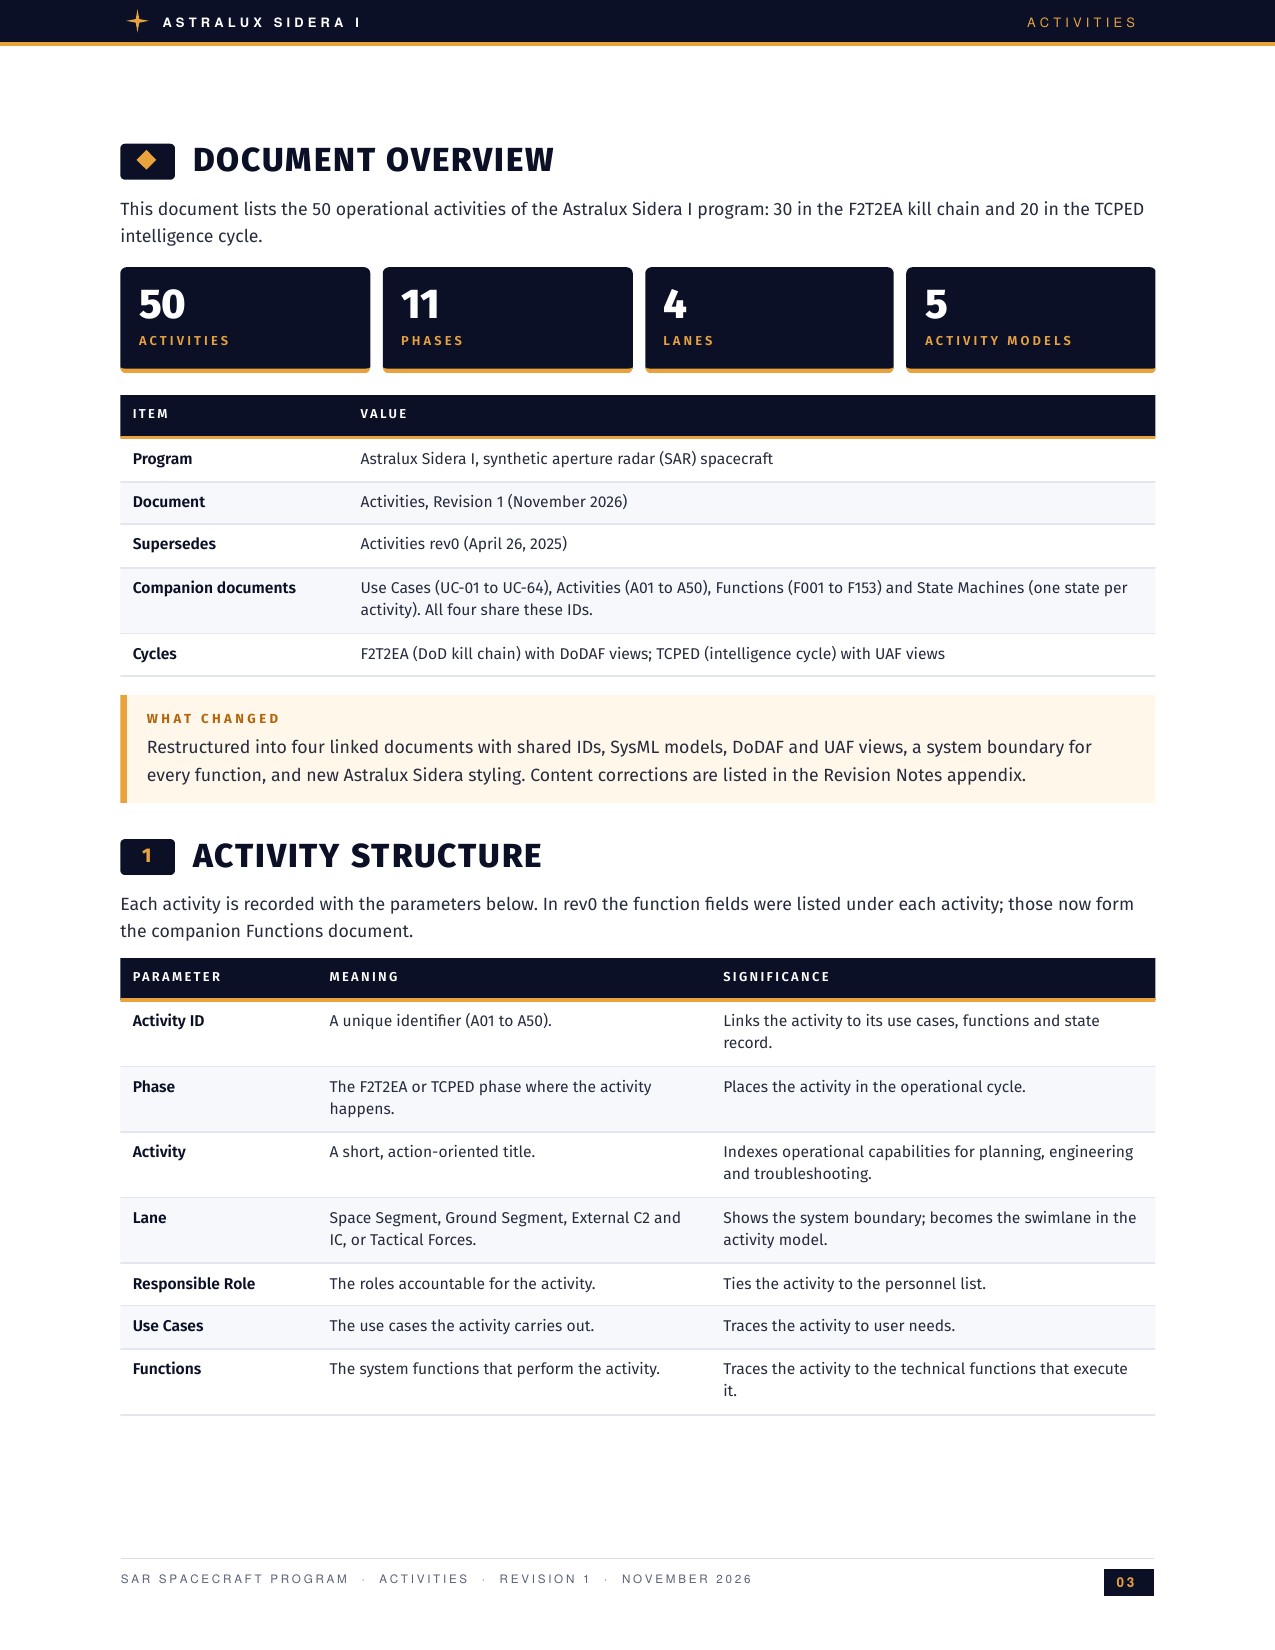 ASTRALUX SIDERA I
ACTIVITIES
DOCUMENT OVERVIEW
This document lists the 50 operational activities of the Astralux Sidera I program: 30 in the F2T2EA kill chain and 20 in the TCPED
intelligence cycle.
50
ACTIVITIES
11
PHASES
4
LANES
5
ACTIVITY MODELS
ITEM VALUE
Program Astralux Sidera I, synthetic aperture radar (SAR) spacecraft
Document Activities, Revision 1 (November 2026)
Supersedes Activities rev0 (April 26, 2025)
Companion documents Use Cases (UC-01 to UC-64), Activities (A01 to A50), Functions (F001 to F153) and State Machines (one state per
activity). All four share these IDs.
Cycles F2T2EA (DoD kill chain) with DoDAF views; TCPED (intelligence cycle) with UAF views
WHAT CHANGED
Restructured into four linked documents with shared IDs, SysML models, DoDAF and UAF views, a system boundary for
every function, and new Astralux Sidera styling. Content corrections are listed in the Revision Notes appendix.
1 ACTIVITY STRUCTURE
Each activity is recorded with the parameters below. In rev0 the function fields were listed under each activity; those now form
the companion Functions document.
PARAMETER MEANING SIGNIFICANCE
Activity ID A unique identifier (A01 to A50). Links the activity to its use cases, functions and state
record.
Phase The F2T2EA or TCPED phase where the activity Places the activity in the operational cycle.
happens.
Activity A short, action-oriented title. Indexes operational capabilities for planning, engineering
and troubleshooting.
Lane Space Segment, Ground Segment, External C2 and Shows the system boundary; becomes the swimlane in the
IC, or Tactical Forces. activity model.
Responsible Role The roles accountable for the activity. Ties the activity to the personnel list.
Use Cases The use cases the activity carries out. Traces the activity to user needs.
Functions The system functions that perform the activity. Traces the activity to the technical functions that execute
it.
SAR SPACECRAFT PROGRAM · ACTIVITIES · REVISION 1 · NOVEMBER 2026
03